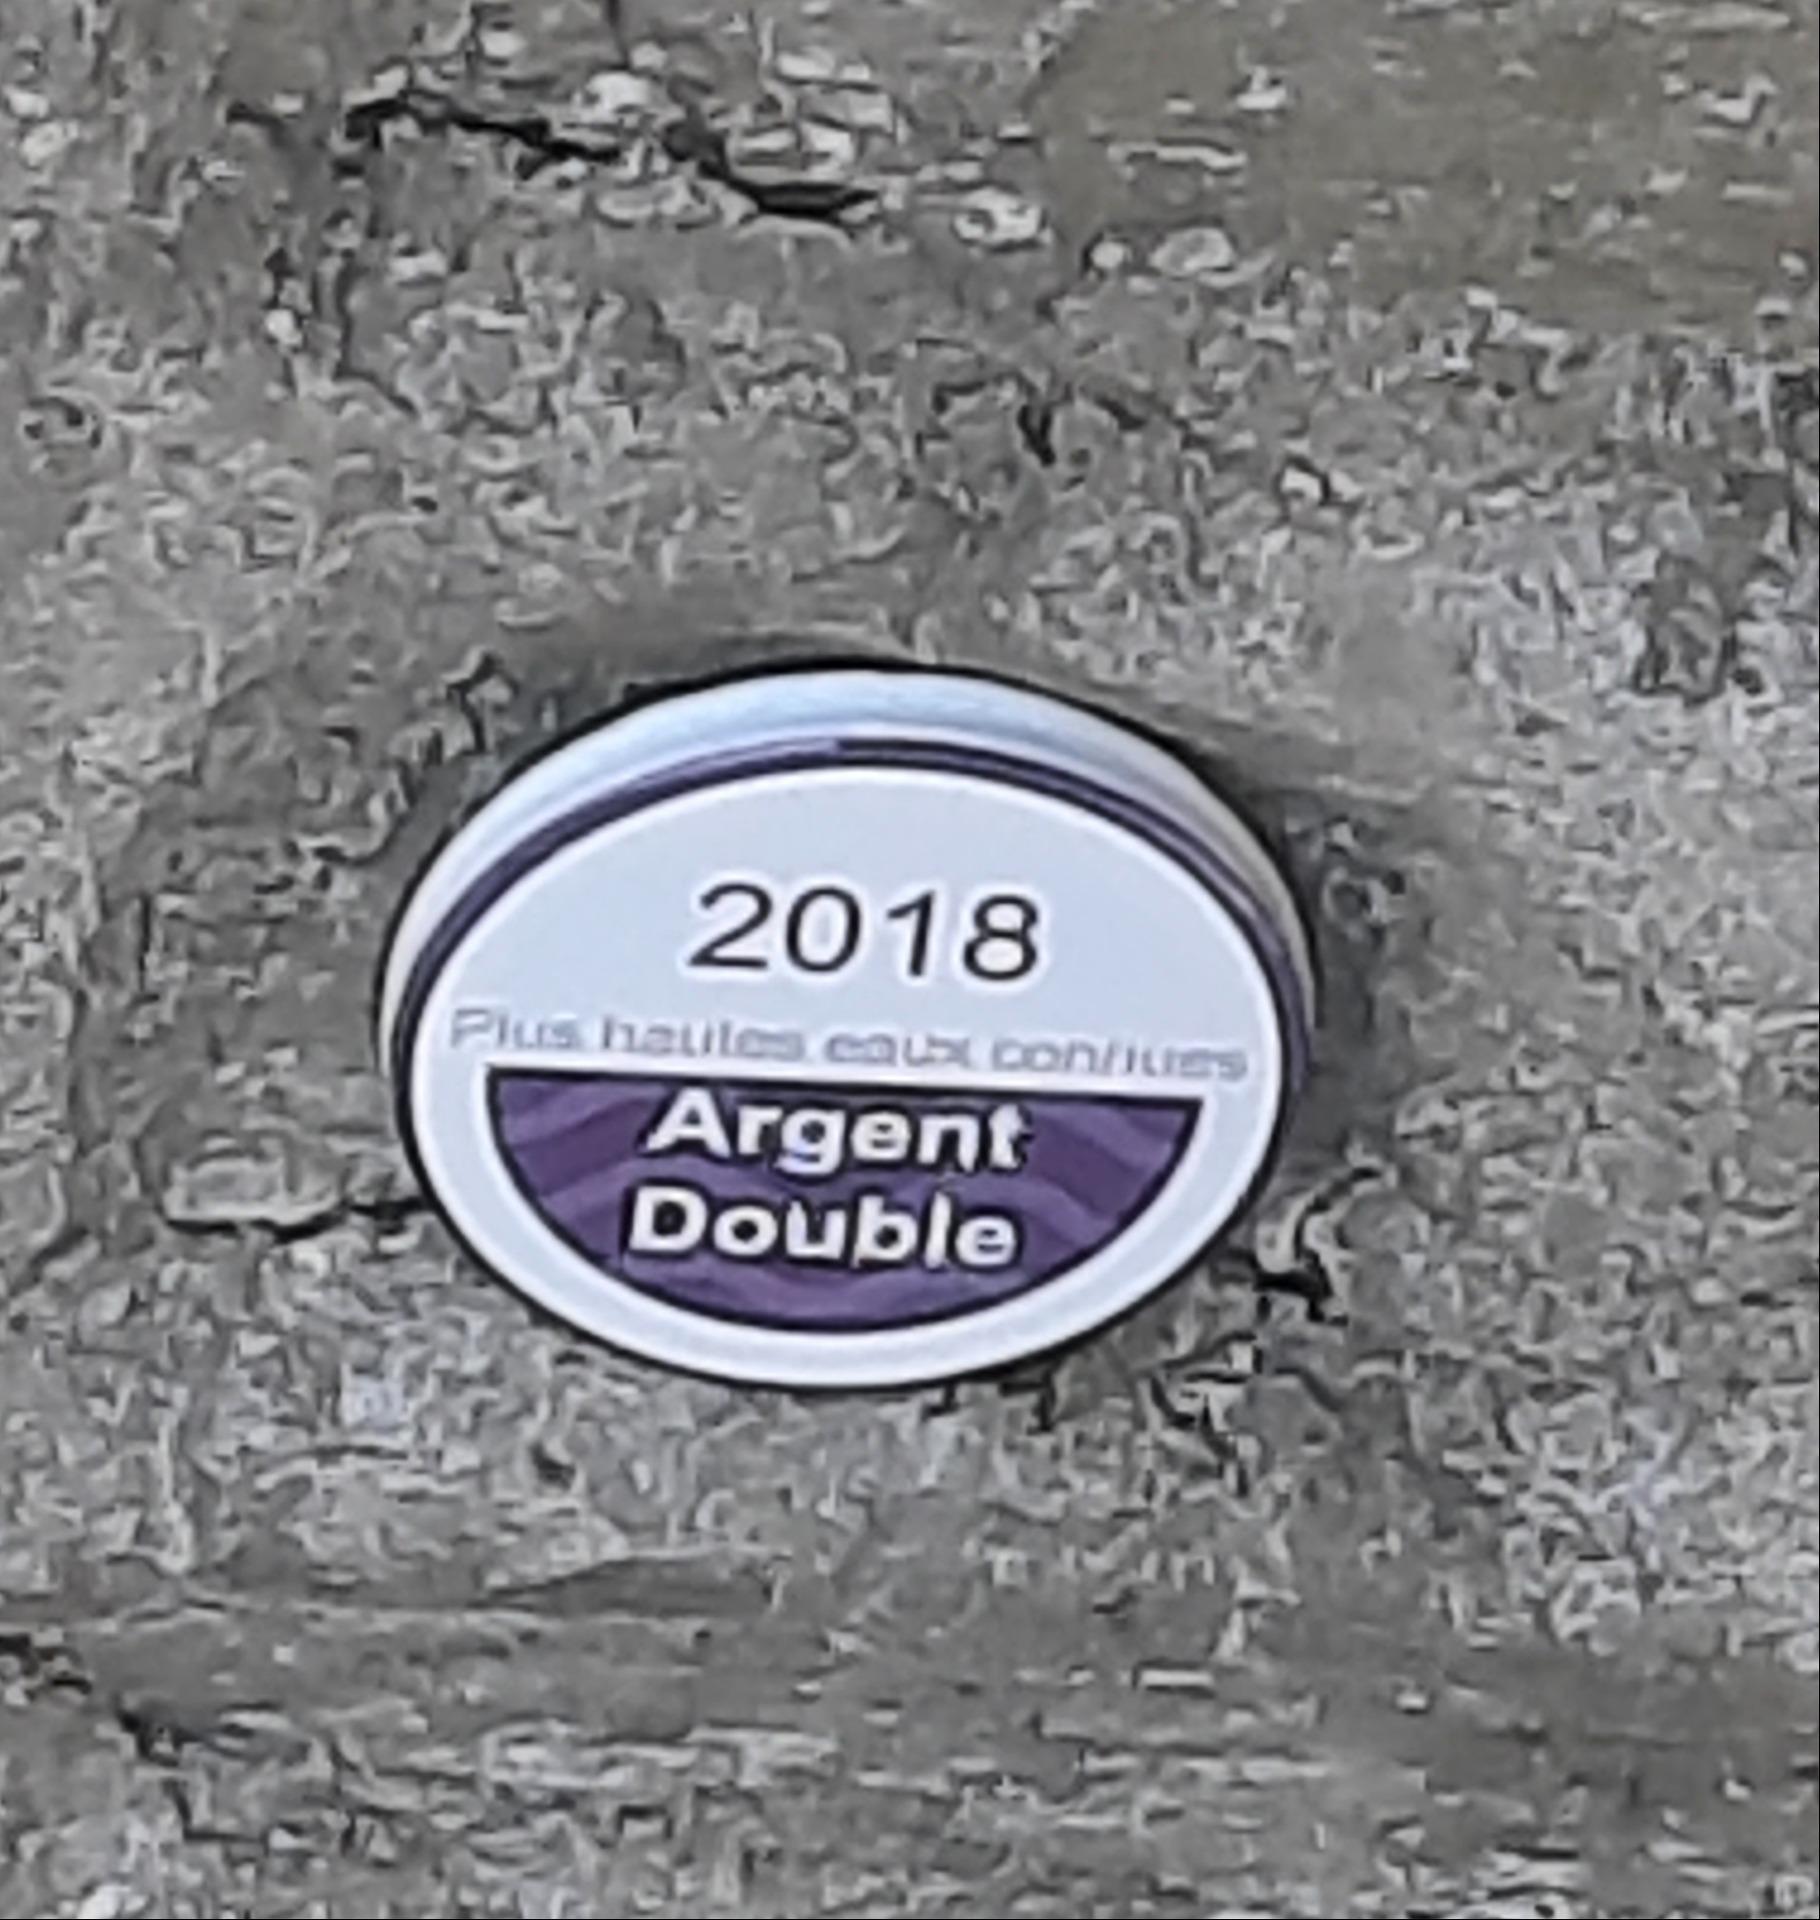 2018
Plus hautes eaux connues
Argent
Double